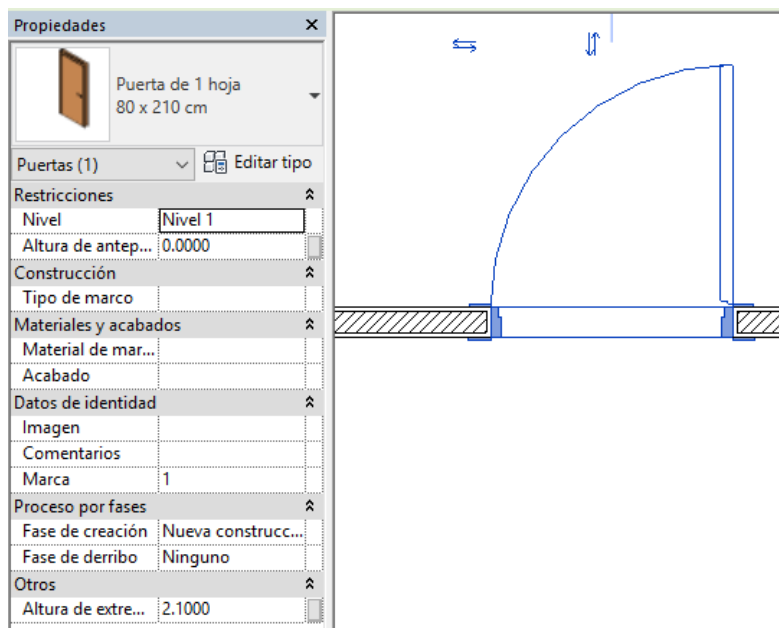 Propiedades
Puerta de 1 hoja
80 x 210 cm
Puertas (1)
Editar tipo
Restricciones
Nivel Nivel 1
Altura de antep... 0.0000
Construcción
Tipo de marco
Materiales y acabados
Material de mar...
Acabado
Datos de identidad
Imagen
Comentarios
Marca 1
Proceso por fases
Fase de creación Nueva construcc...
Fase de derribo Ninguno
Otros
Altura de extre... 2.1000